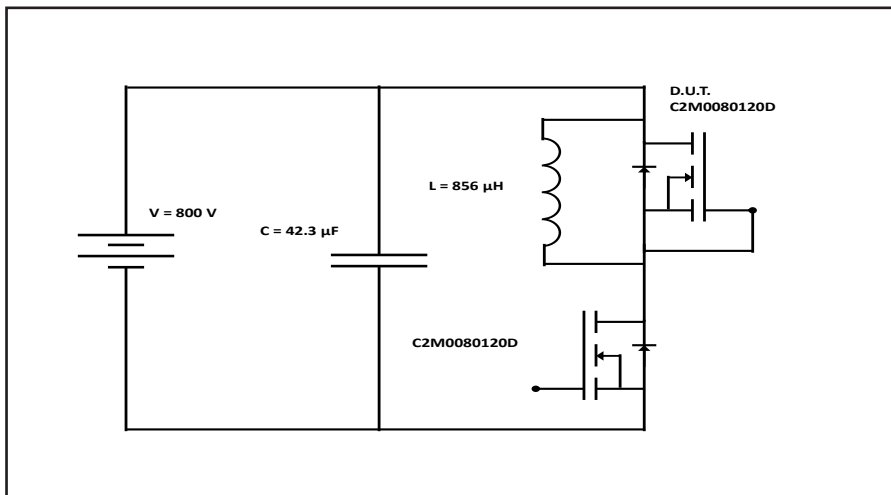 D.U.T.
C2M0080120D
L = 856 μH
V = 800 V
C = 42.3 μF
C2M0080120D